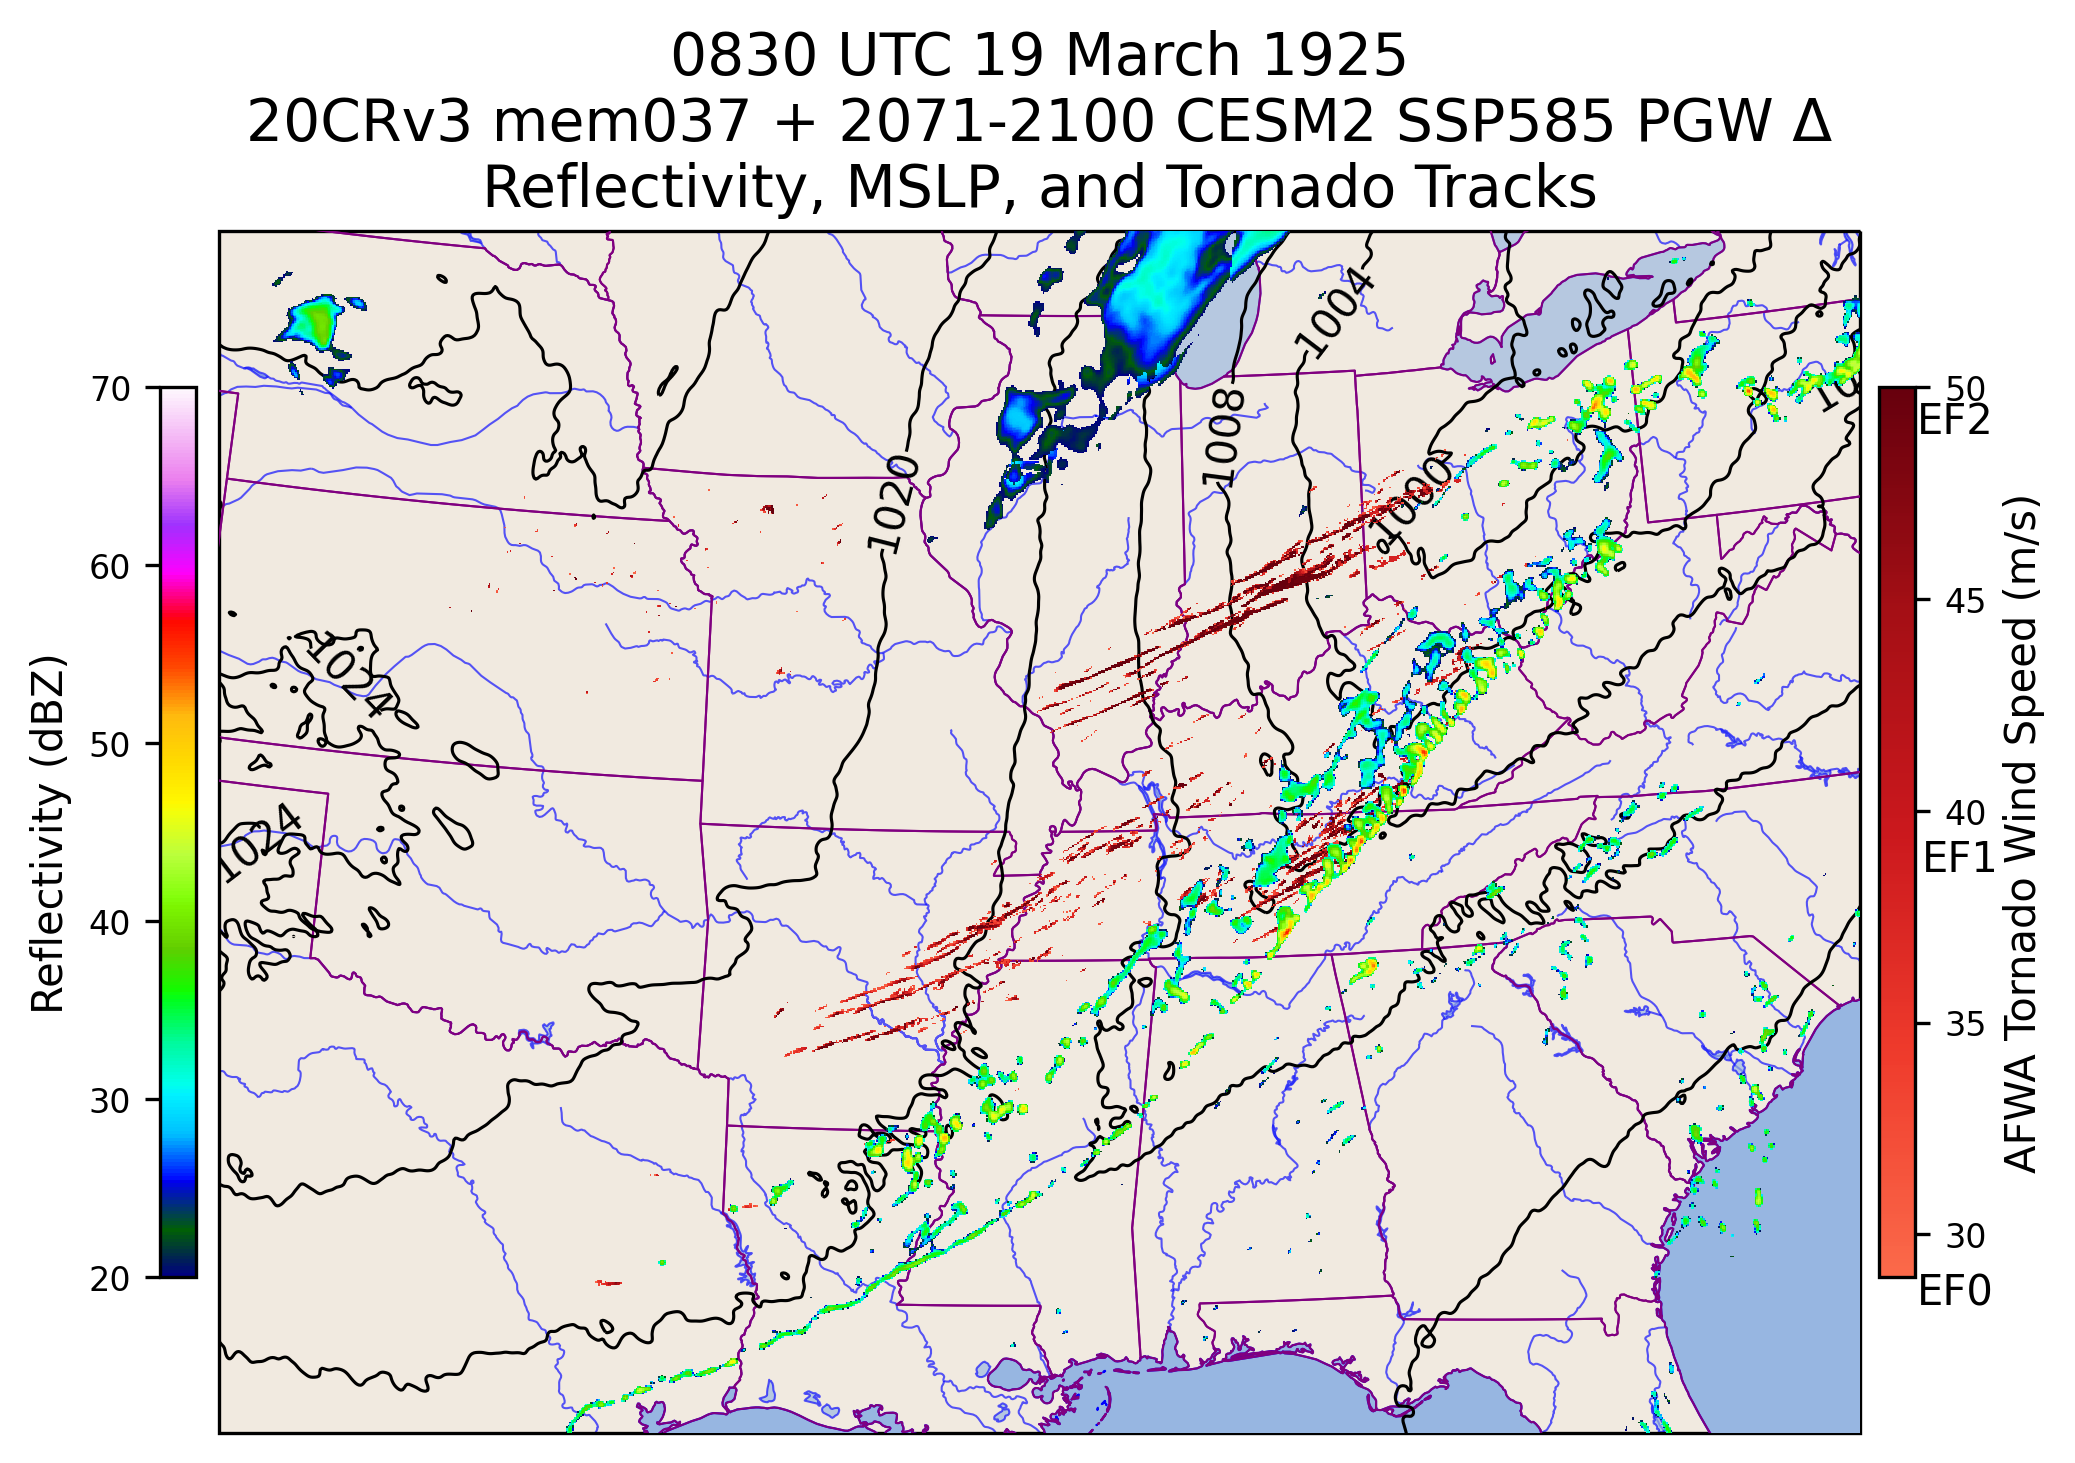 0830 UTC 19 March 1925
20CRv3 mem037 + 2071-2100 CESM2 SSP585 PGW Δ
Reflectivity, MSLP, and Tornado Tracks
Reflectivity (dBZ)
70
60
50
40
30
20
1004
1008
1020
1000
1024
1024
10
50
EF2
45
40
EF1
35
30
EF0
AFWA Tornado Wind Speed (m/s)